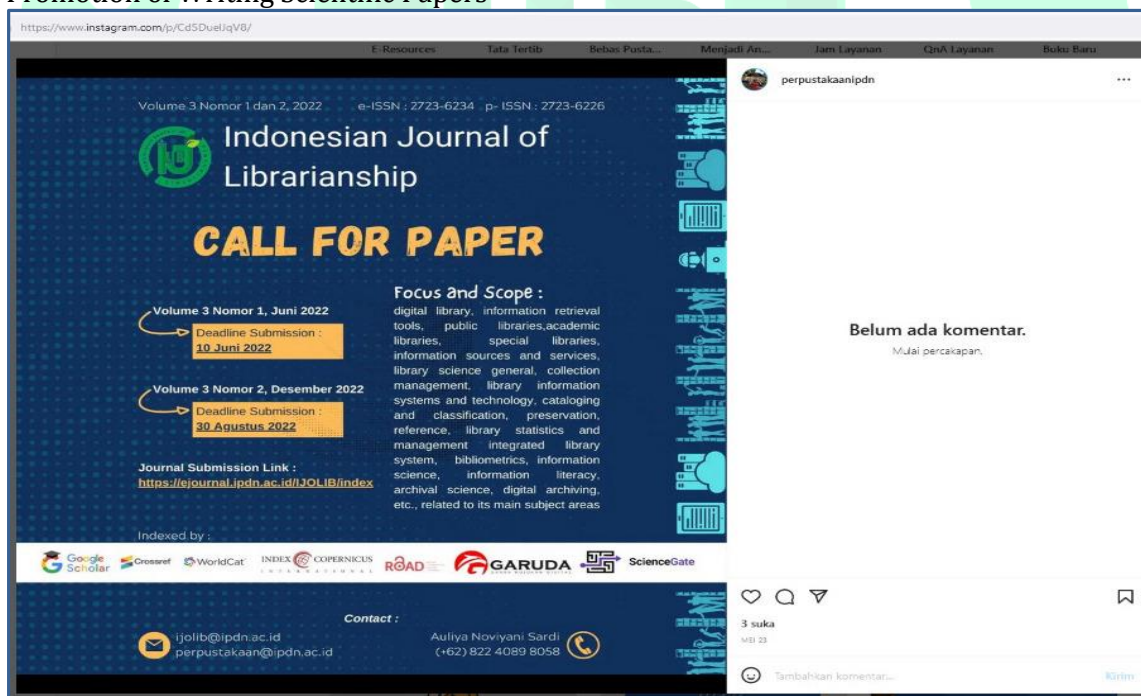 Promotion of Writing Scientific Papers
https://www.instagram.com/p/CdSDuelJqV8/
E-Resources Tata Tertib Bebas Pusta... Menjadi An... Jam Layanan QnA Layanan Buku Baru
perpustakaanipdn
Volume 3 Nomor 1 dan 2, 2022 e-ISSN : 2723-6234 p- ISSN : 2723-6226
Indonesian Journal of
Librarianship
CALL FOR PAPER
Volume 3 Nomor 1, Juni 2022
Deadline Submission :
10 Juni 2022
Volume 3 Nomor 2, Desember 2022
Deadline Submission :
30 Agustus 2022
Journal Submission Link :
https://ejournal.ipdn.ac.id/IJOLIB/index
Focus and Scope :
digital library, information retrieval
tools, public libraries,academic
libraries, special libraries,
information sources and services,
library science general, collection
management, library information
systems and technology, cataloging
and classification, preservation,
reference, library statistics and
management integrated library
system, bibliometrics, information
science, information literacy,
archival science, digital archiving,
etc., related to its main subject areas
Indexed by :
Google Scholar Crossref WorldCat INDEX COPERNICUS
INTERNATIONAL
ROAD GARUDA ScienceGate
Contact :
ijolib@ipdn.ac.id
perpustakaan@ipdn.ac.id
Auliya Noviyani Sardi
(+62) 822 4089 8058
Belum ada komentar.
Mulai percakapan.
3 suka
MEI 23
Tambahkan komentar...
Kirim